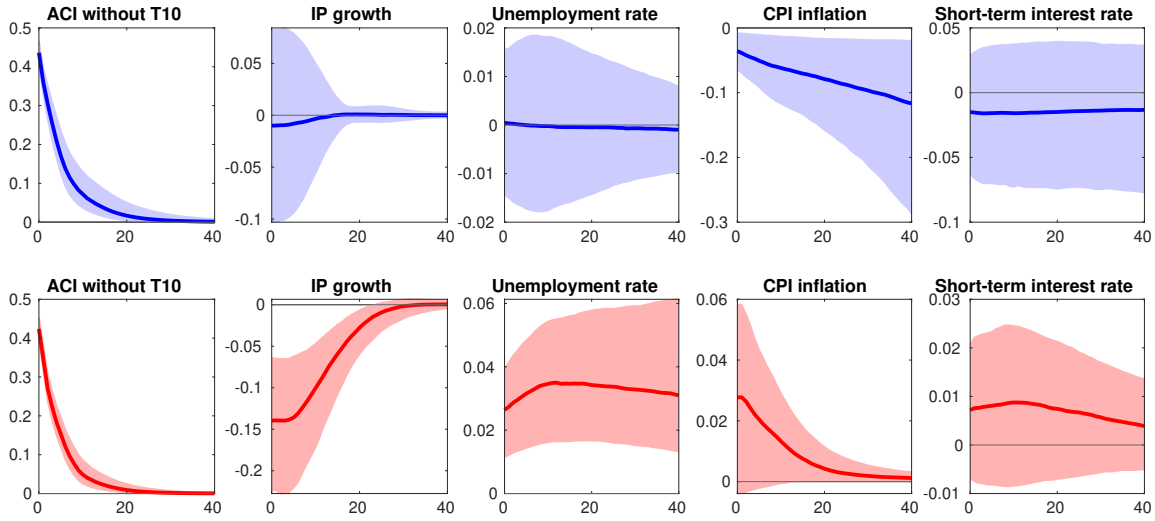 ACI without T10
IP growth
Unemployment rate
CPI inflation
Short-term interest rate
0.5
0.4
0.3
0.2
0.1
0
0 20 40
0.05
0
-0.05
-0.1
0 20 40
0.02
0.01
0
-0.01
-0.02
0 20 40
0
-0.1
-0.2
-0.3
0 20 40
0.05
0
-0.05
-0.1
0 20 40
ACI without T10
IP growth
Unemployment rate
CPI inflation
Short-term interest rate
0.5
0.4
0.3
0.2
0.1
0
0 20 40
0
-0.05
-0.1
-0.15
-0.2
0 20 40
0.06
0.04
0.02
0
0 20 40
0.06
0.04
0.02
0
0 20 40
0.03
0.02
0.01
0
-0.01
0 20 40